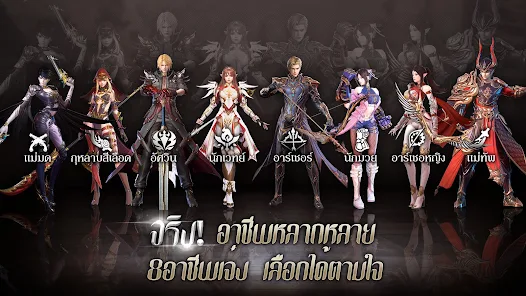 แม่มด กุหลาบสีเลือด อัศวิน นักเวทย์ อาร์เชอร์ นักมวย อาร์เชอหญิง แม่ทัพ
จริง! อาชีพหลากหลาย
8อาชีพเจ๋ง เลือกได้ตามใจ